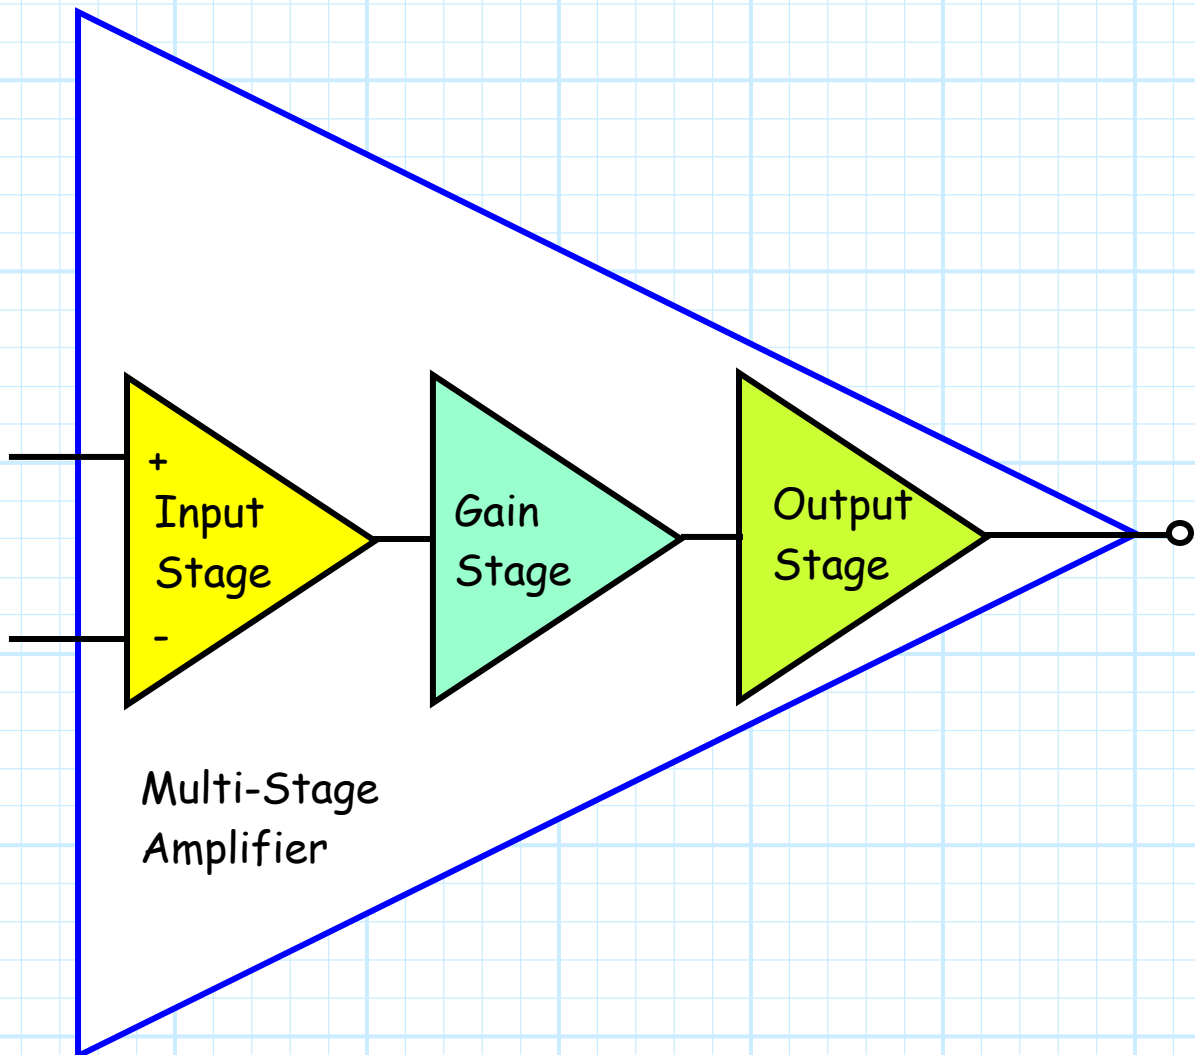 +
Input
Stage
-
Gain
Stage
Output
Stage
Multi-Stage
Amplifier